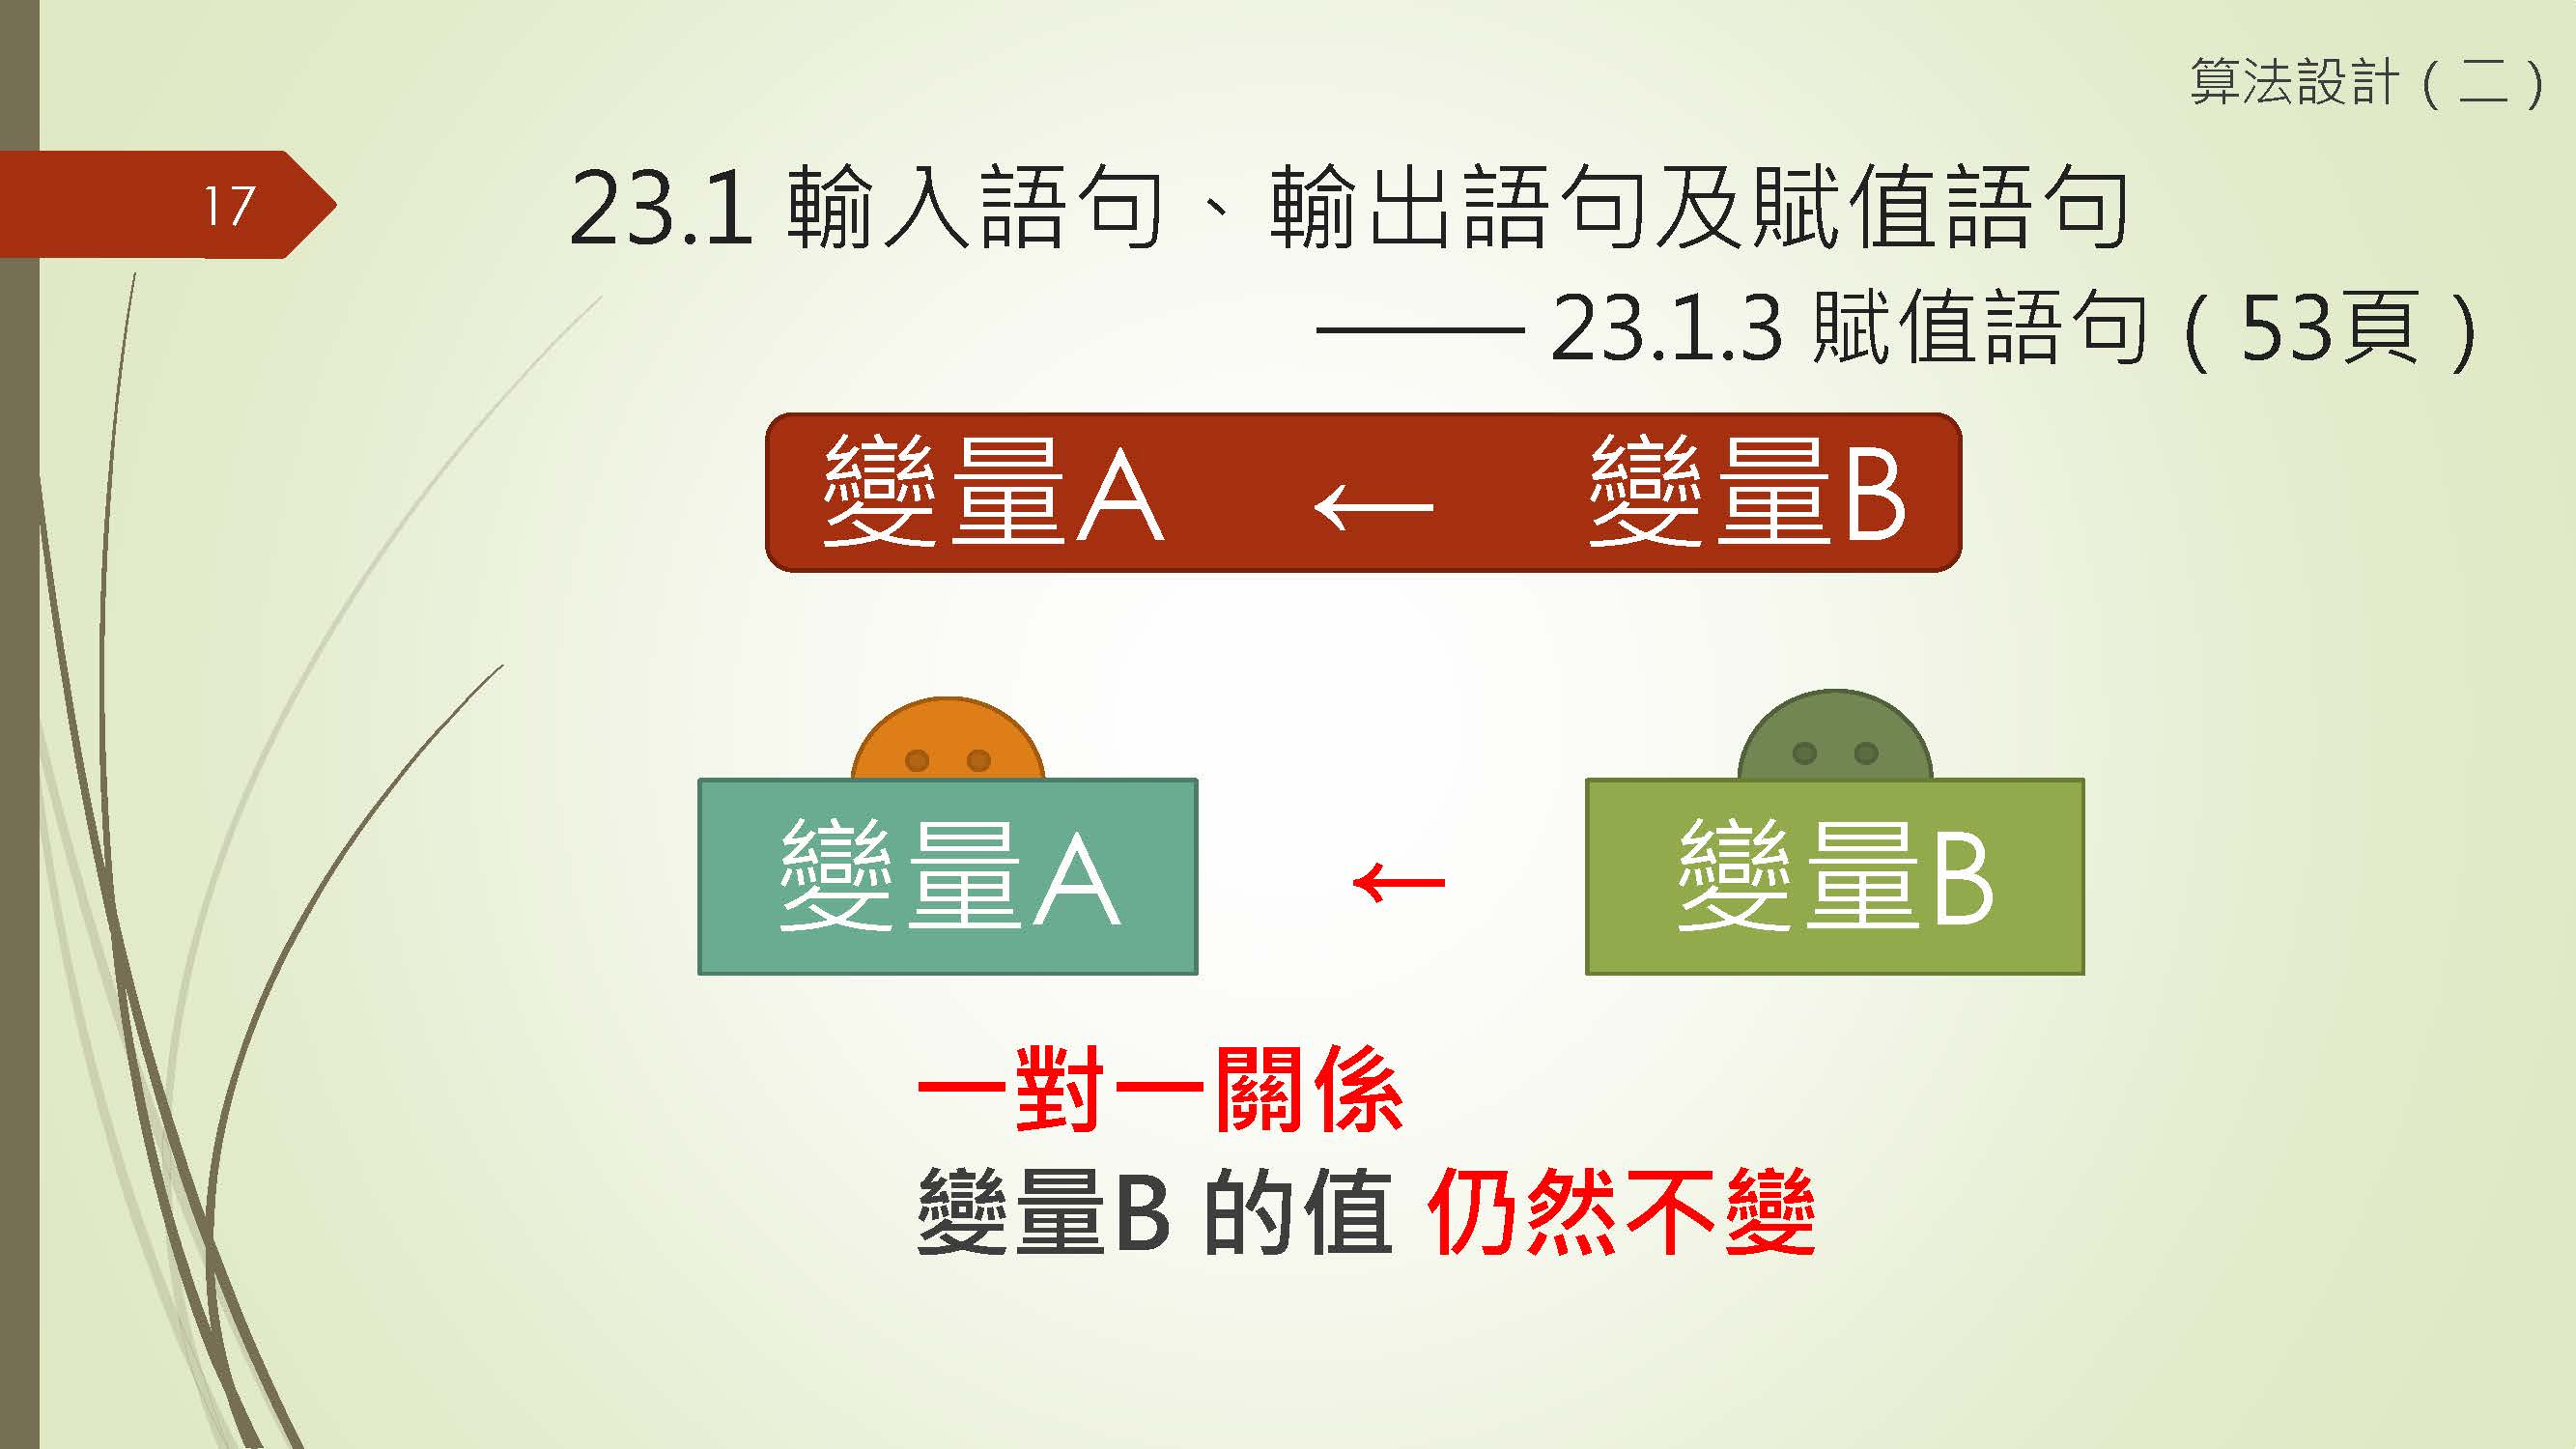 算法設計（二）
17
23.1 輸入語句、輸出語句及賦值語句
—— 23.1.3 賦值語句（53頁）
變量A ← 變量B
變量A ← 變量B
一對一關係
變量B 的值 仍然不變